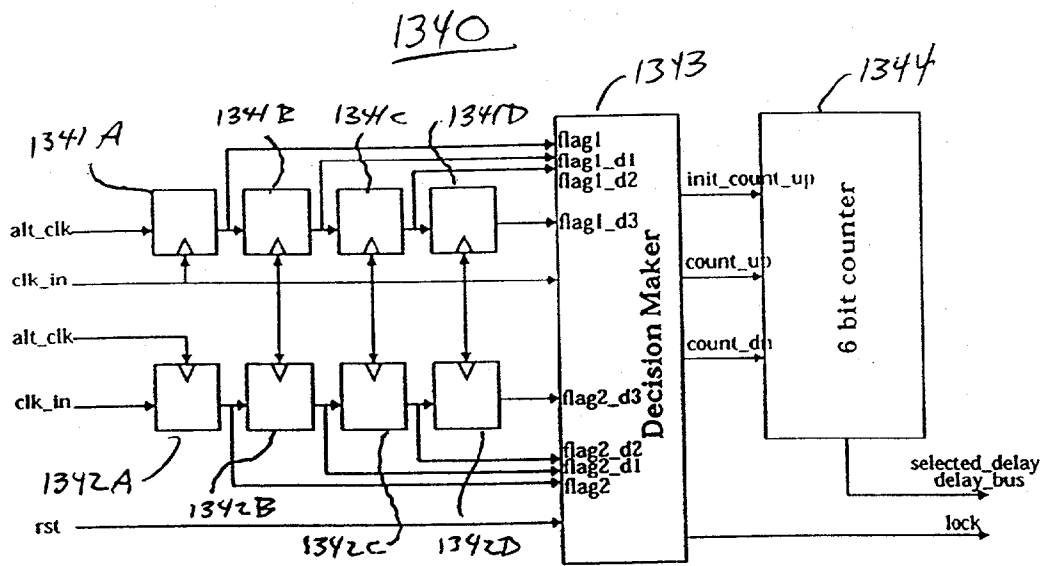 1340
1343
1344
1341A
1341B
1341C
1341D
flag1
flag1_d1
flag1_d2
flag1_d3
alt_clk
clk_in
init_count_up
count_up
count_dn
Decision Maker
6 bit counter
alt_clk
clk_in
flag2_d3
flag2_d2
flag2_d1
flag2
1342A
1342B
1342C
1342D
rst
selected_delay
delay_bus
lock